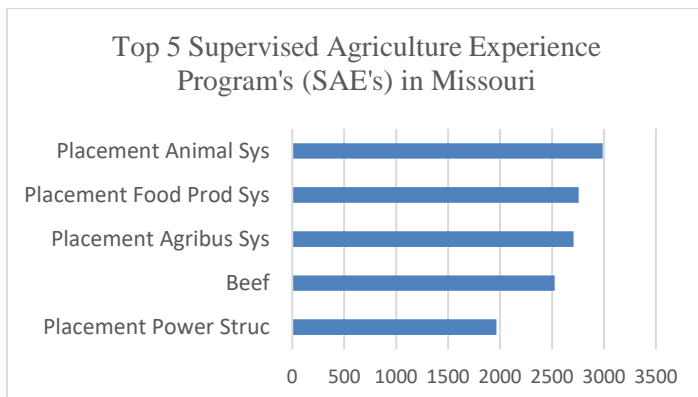 Top 5 Supervised Agriculture Experience
Program's (SAE's) in Missouri
Placement Animal Sys
Placement Food Prod Sys
Placement Agribus Sys
Beef
Placement Power Struc
0 500 1000 1500 2000 2500 3000 3500